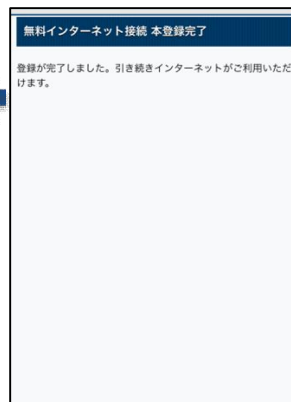 無料インターネット接続 本登録完了
登録が完了しました。引き続きインターネットがご利用いただ
けます。